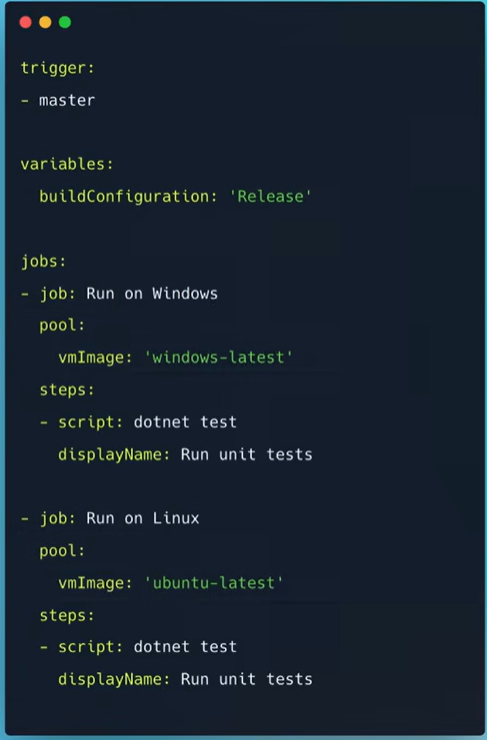 trigger:
- master
variables:
  buildConfiguration: 'Release'
jobs:
- job: Run on Windows
  pool:
    vmImage: 'windows-latest'
  steps:
  - script: dotnet test
    displayName: Run unit tests
- job: Run on Linux
  pool:
    vmImage: 'ubuntu-latest'
  steps:
  - script: dotnet test
    displayName: Run unit tests